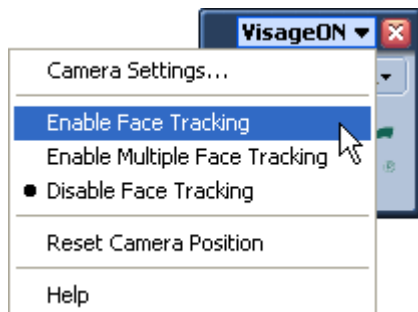 VisageON
Camera Settings...
Enable Face Tracking
Enable Multiple Face Tracking
Disable Face Tracking
Reset Camera Position
Help